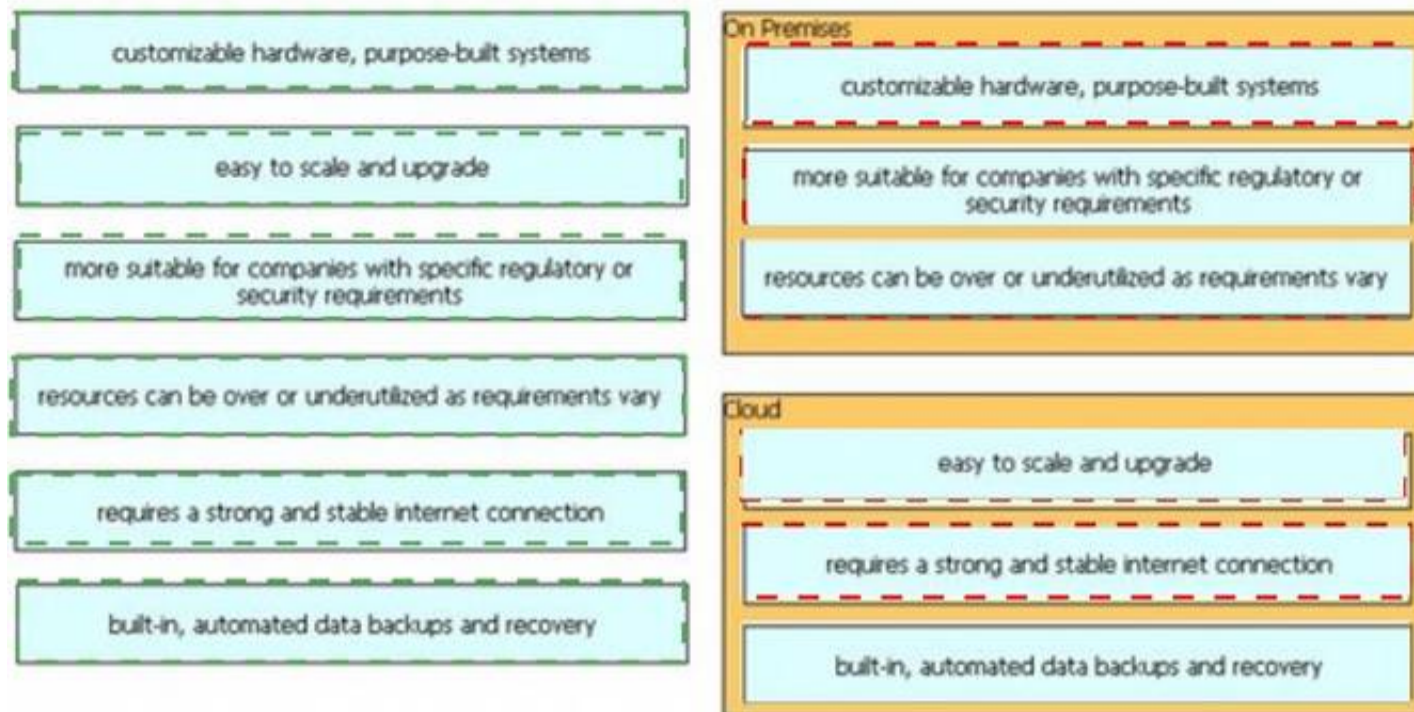 customizable hardware, purpose-built systems
easy to scale and upgrade
more suitable for companies with specific regulatory or
security requirements
resources can be over or underutilized as requirements vary
requires a strong and stable internet connection
built-in, automated data backups and recovery
On Premises
customizable hardware, purpose-built systems
more suitable for companies with specific regulatory or
security requirements
resources can be over or underutilized as requirements vary
Cloud
easy to scale and upgrade
requires a strong and stable internet connection
built-in, automated data backups and recovery